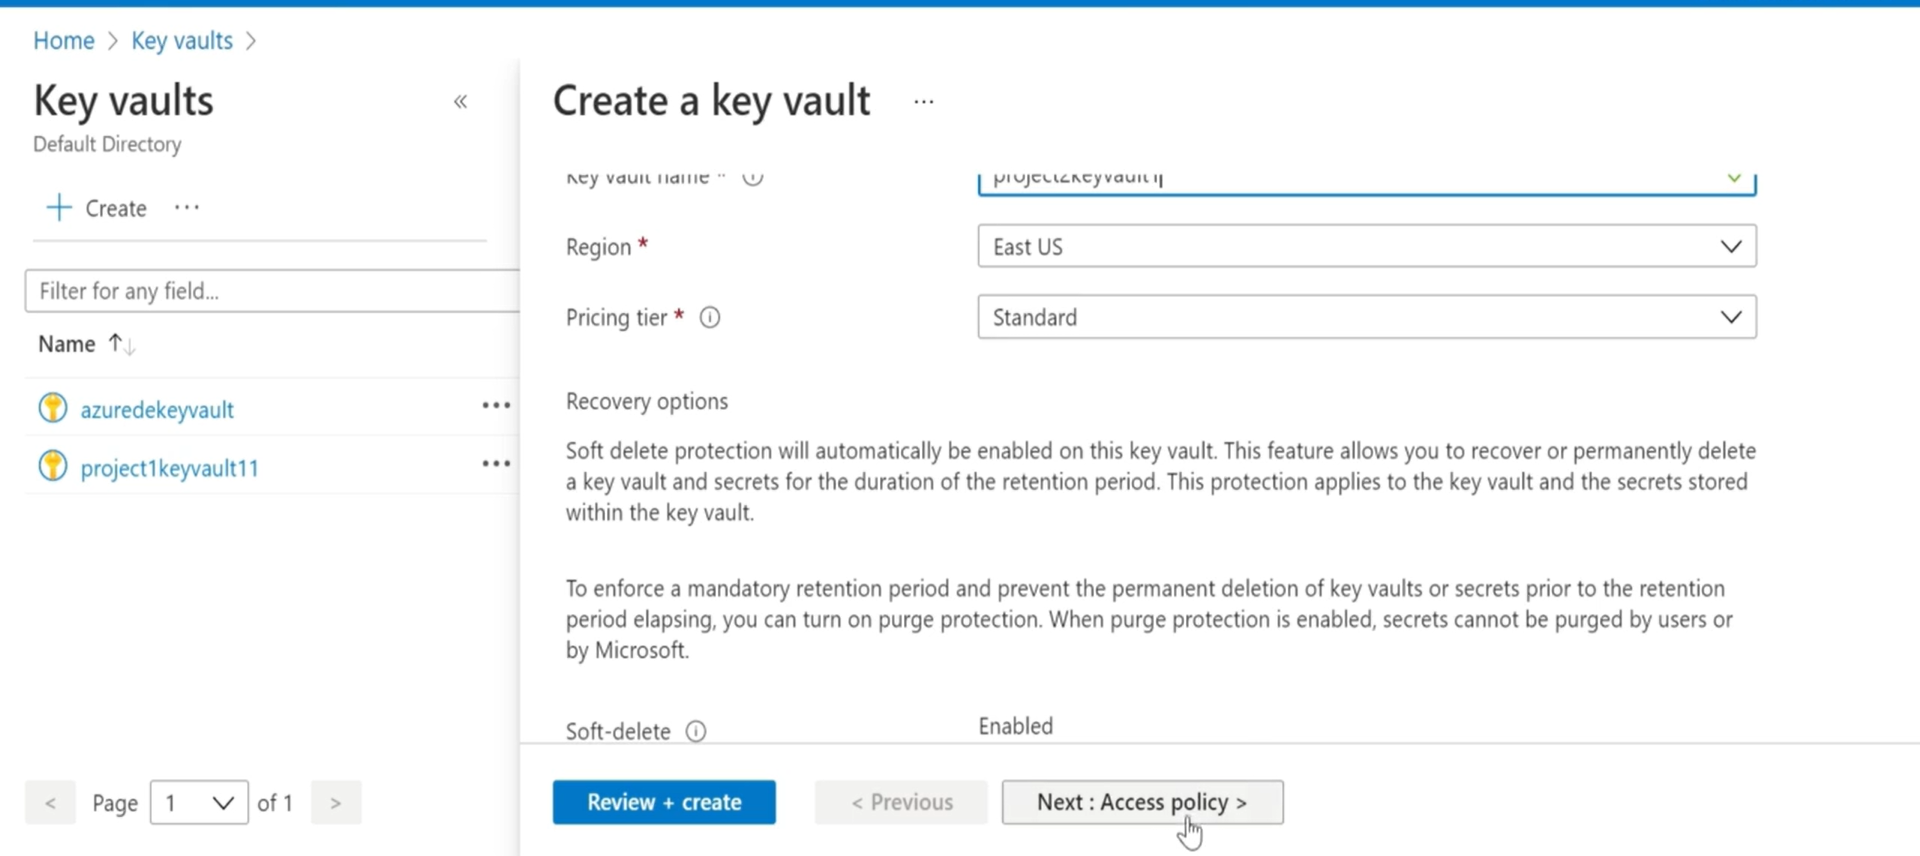 Home > Key vaults >
Key vaults
«
Default Directory
+ Create ...
Filter for any field...
Name ↑↓
azuredekeyvault ...
project1keyvault11 ...
< Page 1 of 1 >
Create a key vault ...
Key vault name *
Region * East US
Pricing tier * Standard
Recovery options
Soft delete protection will automatically be enabled on this key vault. This feature allows you to recover or permanently delete
a key vault and secrets for the duration of the retention period. This protection applies to the key vault and the secrets stored
within the key vault.
To enforce a mandatory retention period and prevent the permanent deletion of key vaults or secrets prior to the retention
period elapsing, you can turn on purge protection. When purge protection is enabled, secrets cannot be purged by users or
by Microsoft.
Soft-delete Enabled
Review + create < Previous Next : Access policy >